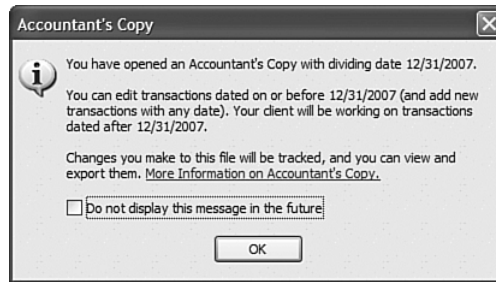 Accountant's Copy
You have opened an Accountant's Copy with dividing date 12/31/2007.
You can edit transactions dated on or before 12/31/2007 (and add new
transactions with any date). Your client will be working on transactions
dated after 12/31/2007.
Changes you make to this file will be tracked, and you can view and
export them. More Information on Accountant's Copy.
Do not display this message in the future
OK